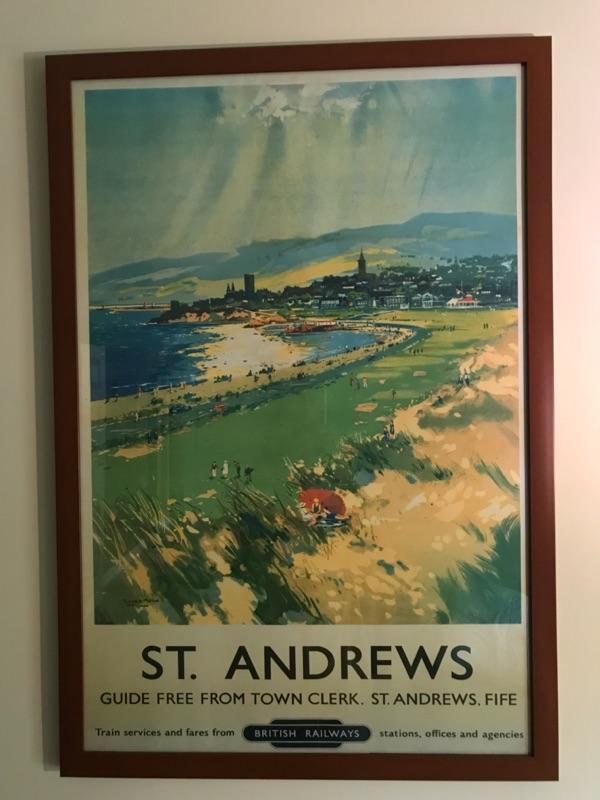 ST. ANDREWS
GUIDE FREE FROM TOWN CLERK. ST. ANDREWS, FIFE
Train services and fares from BRITISH RAILWAYS stations, offices and agencies